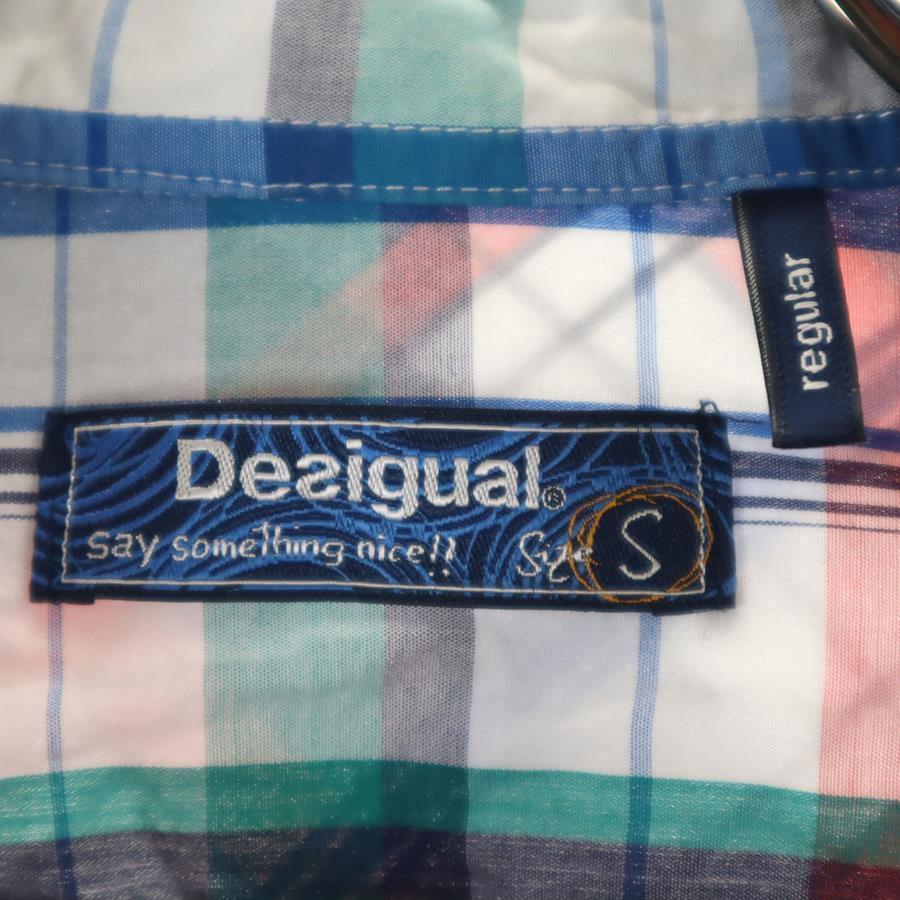 regular
Desigual®
say something nice!! Size S